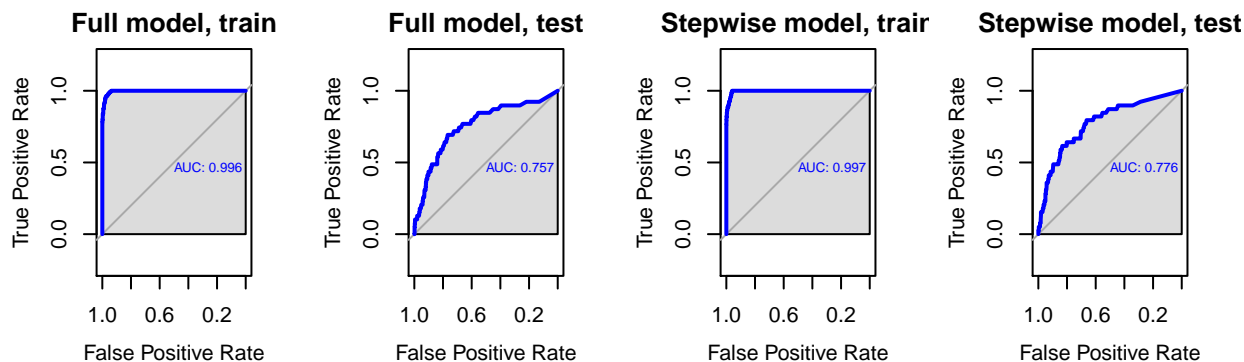 Full model, train
True Positive Rate
1.0
0.5
0.0
AUC: 0.996
1.0 0.6 0.2
False Positive Rate
Full model, test
True Positive Rate
1.0
0.5
0.0
AUC: 0.757
1.0 0.6 0.2
False Positive Rate
Stepwise model, train
True Positive Rate
1.0
0.5
0.0
AUC: 0.997
1.0 0.6 0.2
False Positive Rate
Stepwise model, test
True Positive Rate
1.0
0.5
0.0
AUC: 0.776
1.0 0.6 0.2
False Positive Rate